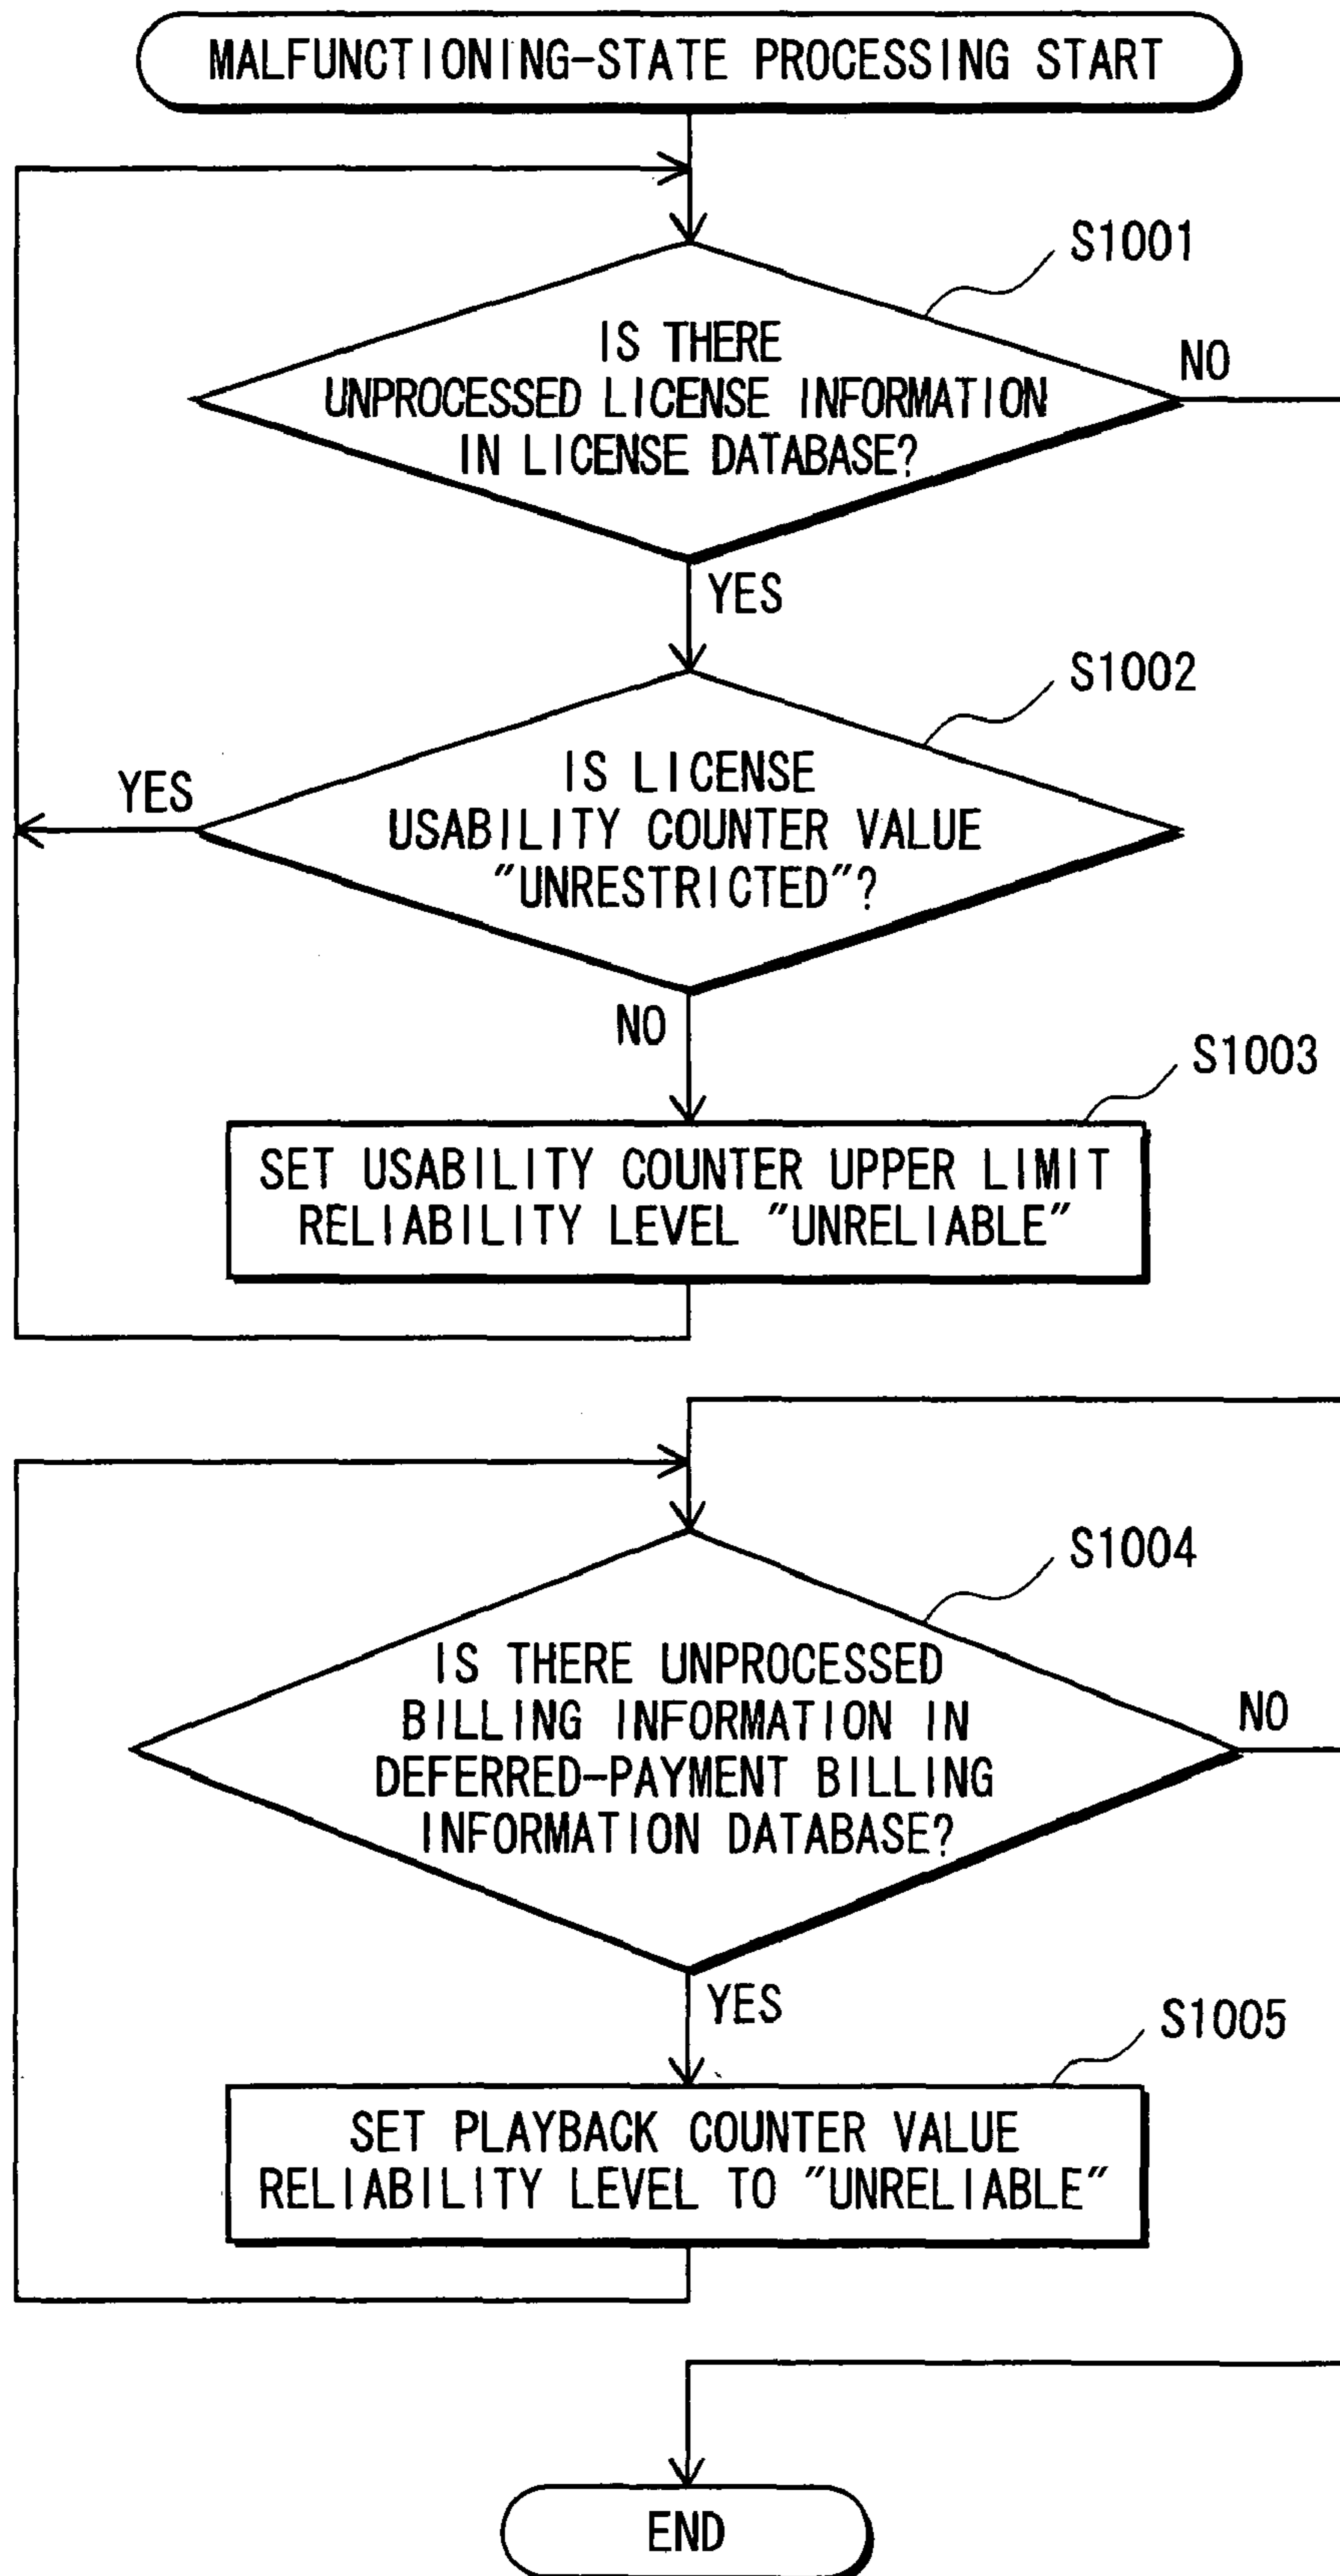 MALFUNCTIONING-STATE PROCESSING START
S1001
IS THERE
UNPROCESSED LICENSE INFORMATION
IN LICENSE DATABASE?
NO
YES
S1002
IS LICENSE
USABILITY COUNTER VALUE
"UNRESTRICTED"?
YES
NO
S1003
SET USABILITY COUNTER UPPER LIMIT
RELIABILITY LEVEL "UNRELIABLE"
S1004
IS THERE UNPROCESSED
BILLING INFORMATION IN
DEFERRED-PAYMENT BILLING
INFORMATION DATABASE?
NO
YES
S1005
SET PLAYBACK COUNTER VALUE
RELIABILITY LEVEL TO "UNRELIABLE"
END